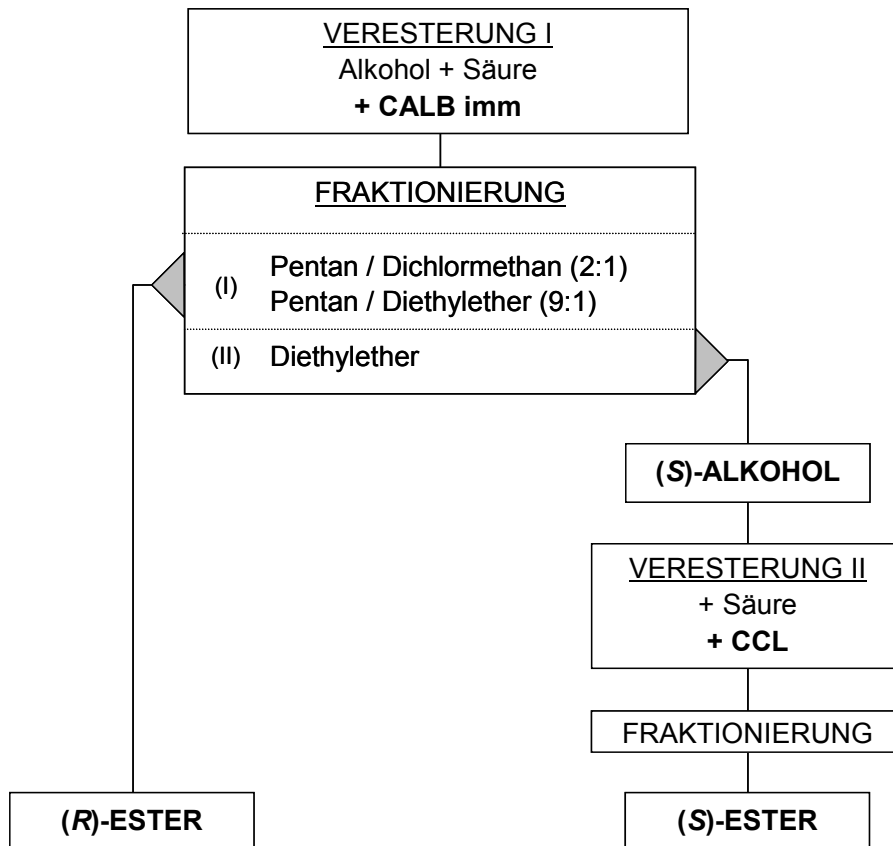 VERESTERUNG I
Alkohol + Säure
+ CALB imm
FRAKTIONIERUNG
(I) Pentan / Dichlormethan (2:1)
Pentan / Diethylether (9:1)
(II) Diethylether
(S)-ALKOHOL
VERESTERUNG II
+ Säure
+ CCL
FRAKTIONIERUNG
(R)-ESTER
(S)-ESTER